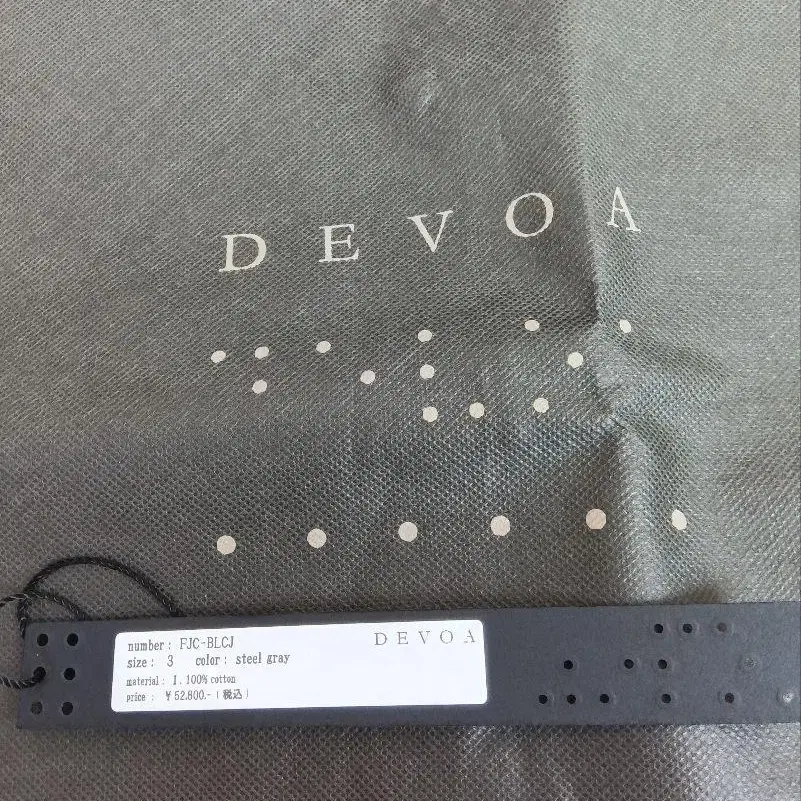 DEVOA
number: FJC-BLCJ
DEVOA
size: 3 color: steel gray
material: 1. 100% cotton
price : ¥52.800.- (税込)